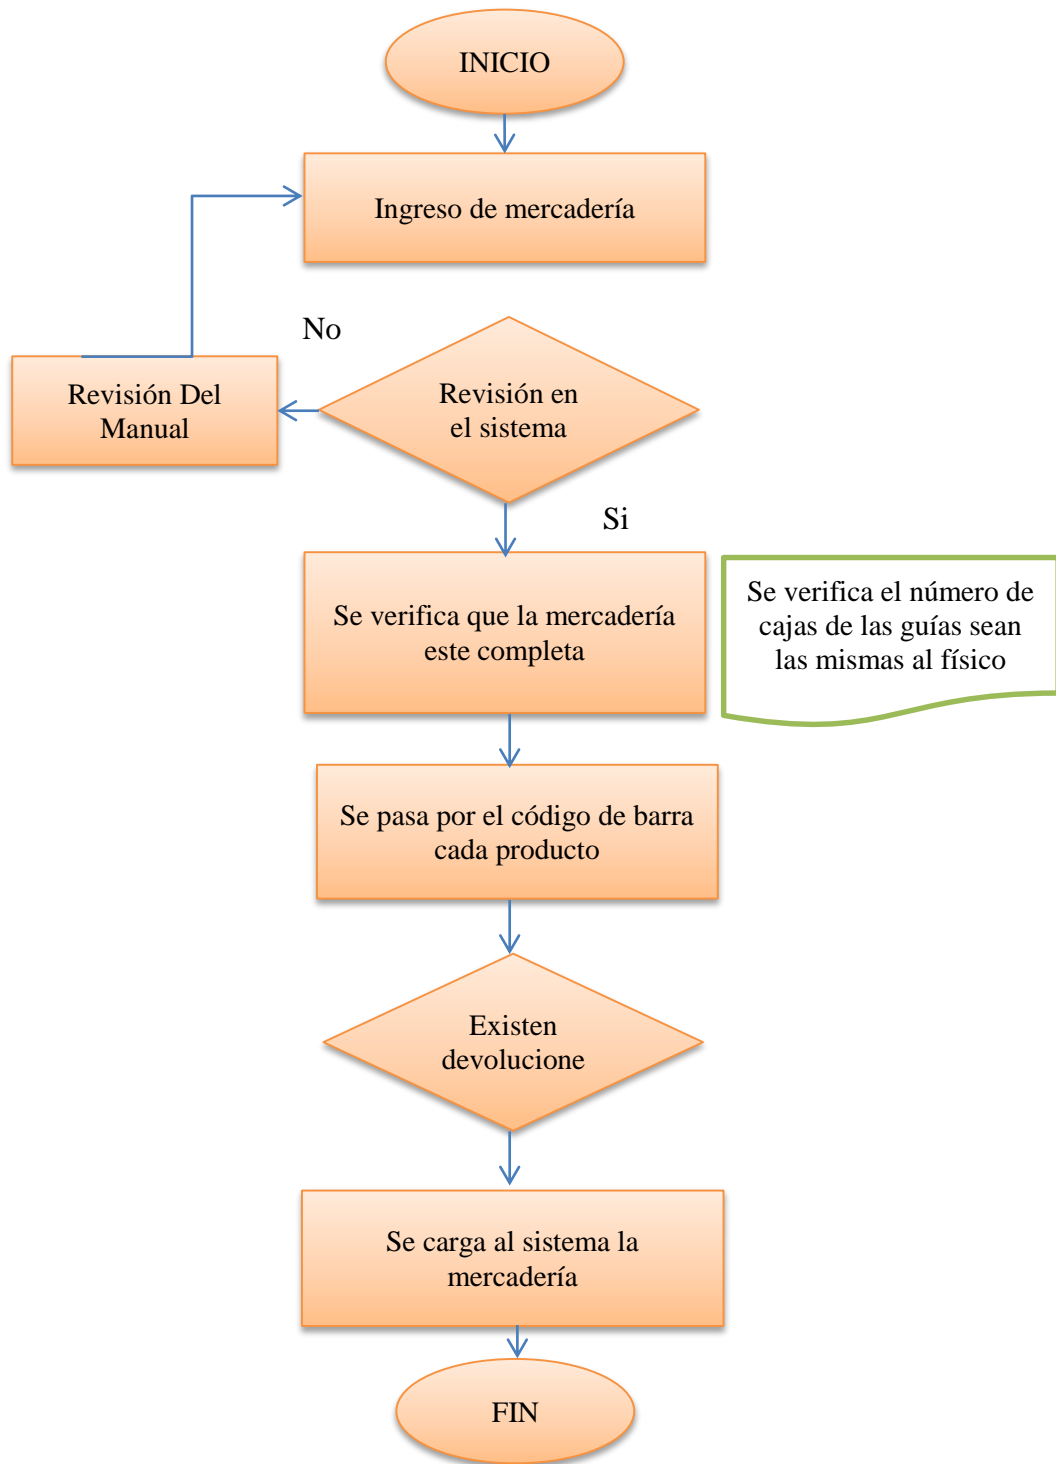 INICIO
Ingreso de mercadería
No
Revisión Del
Manual
Revisión en
el sistema
Si
Se verifica que la mercadería
este completa
Se verifica el número de
cajas de las guías sean
las mismas al físico
Se pasa por el código de barra
cada producto
Existen
devolucione
Se carga al sistema la
mercadería
FIN